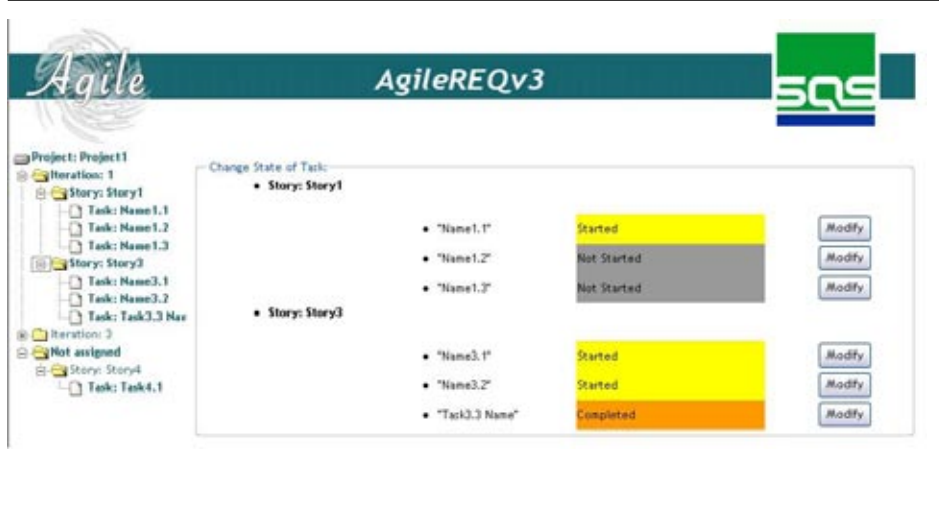 Agile
AgileREQv3
SQS
Project: Project1
Iteration: 1
Story: Story1
Task: Name1.1
Task: Name1.2
Task: Name1.3
Story: Story3
Task: Name3.1
Task: Name3.2
Task: Task3.3 Nar
Iteration: 3
Not assigned
Story: Story4
Task: Task4.1
Change State of Task:
• Story: Story1
• "Name1.1" Started Modify
• "Name1.2" Not Started Modify
• "Name1.3" Not Started Modify
• Story: Story3
• "Name3.1" Started Modify
• "Name3.2" Started Modify
• "Task3.3 Name" Completed Modify